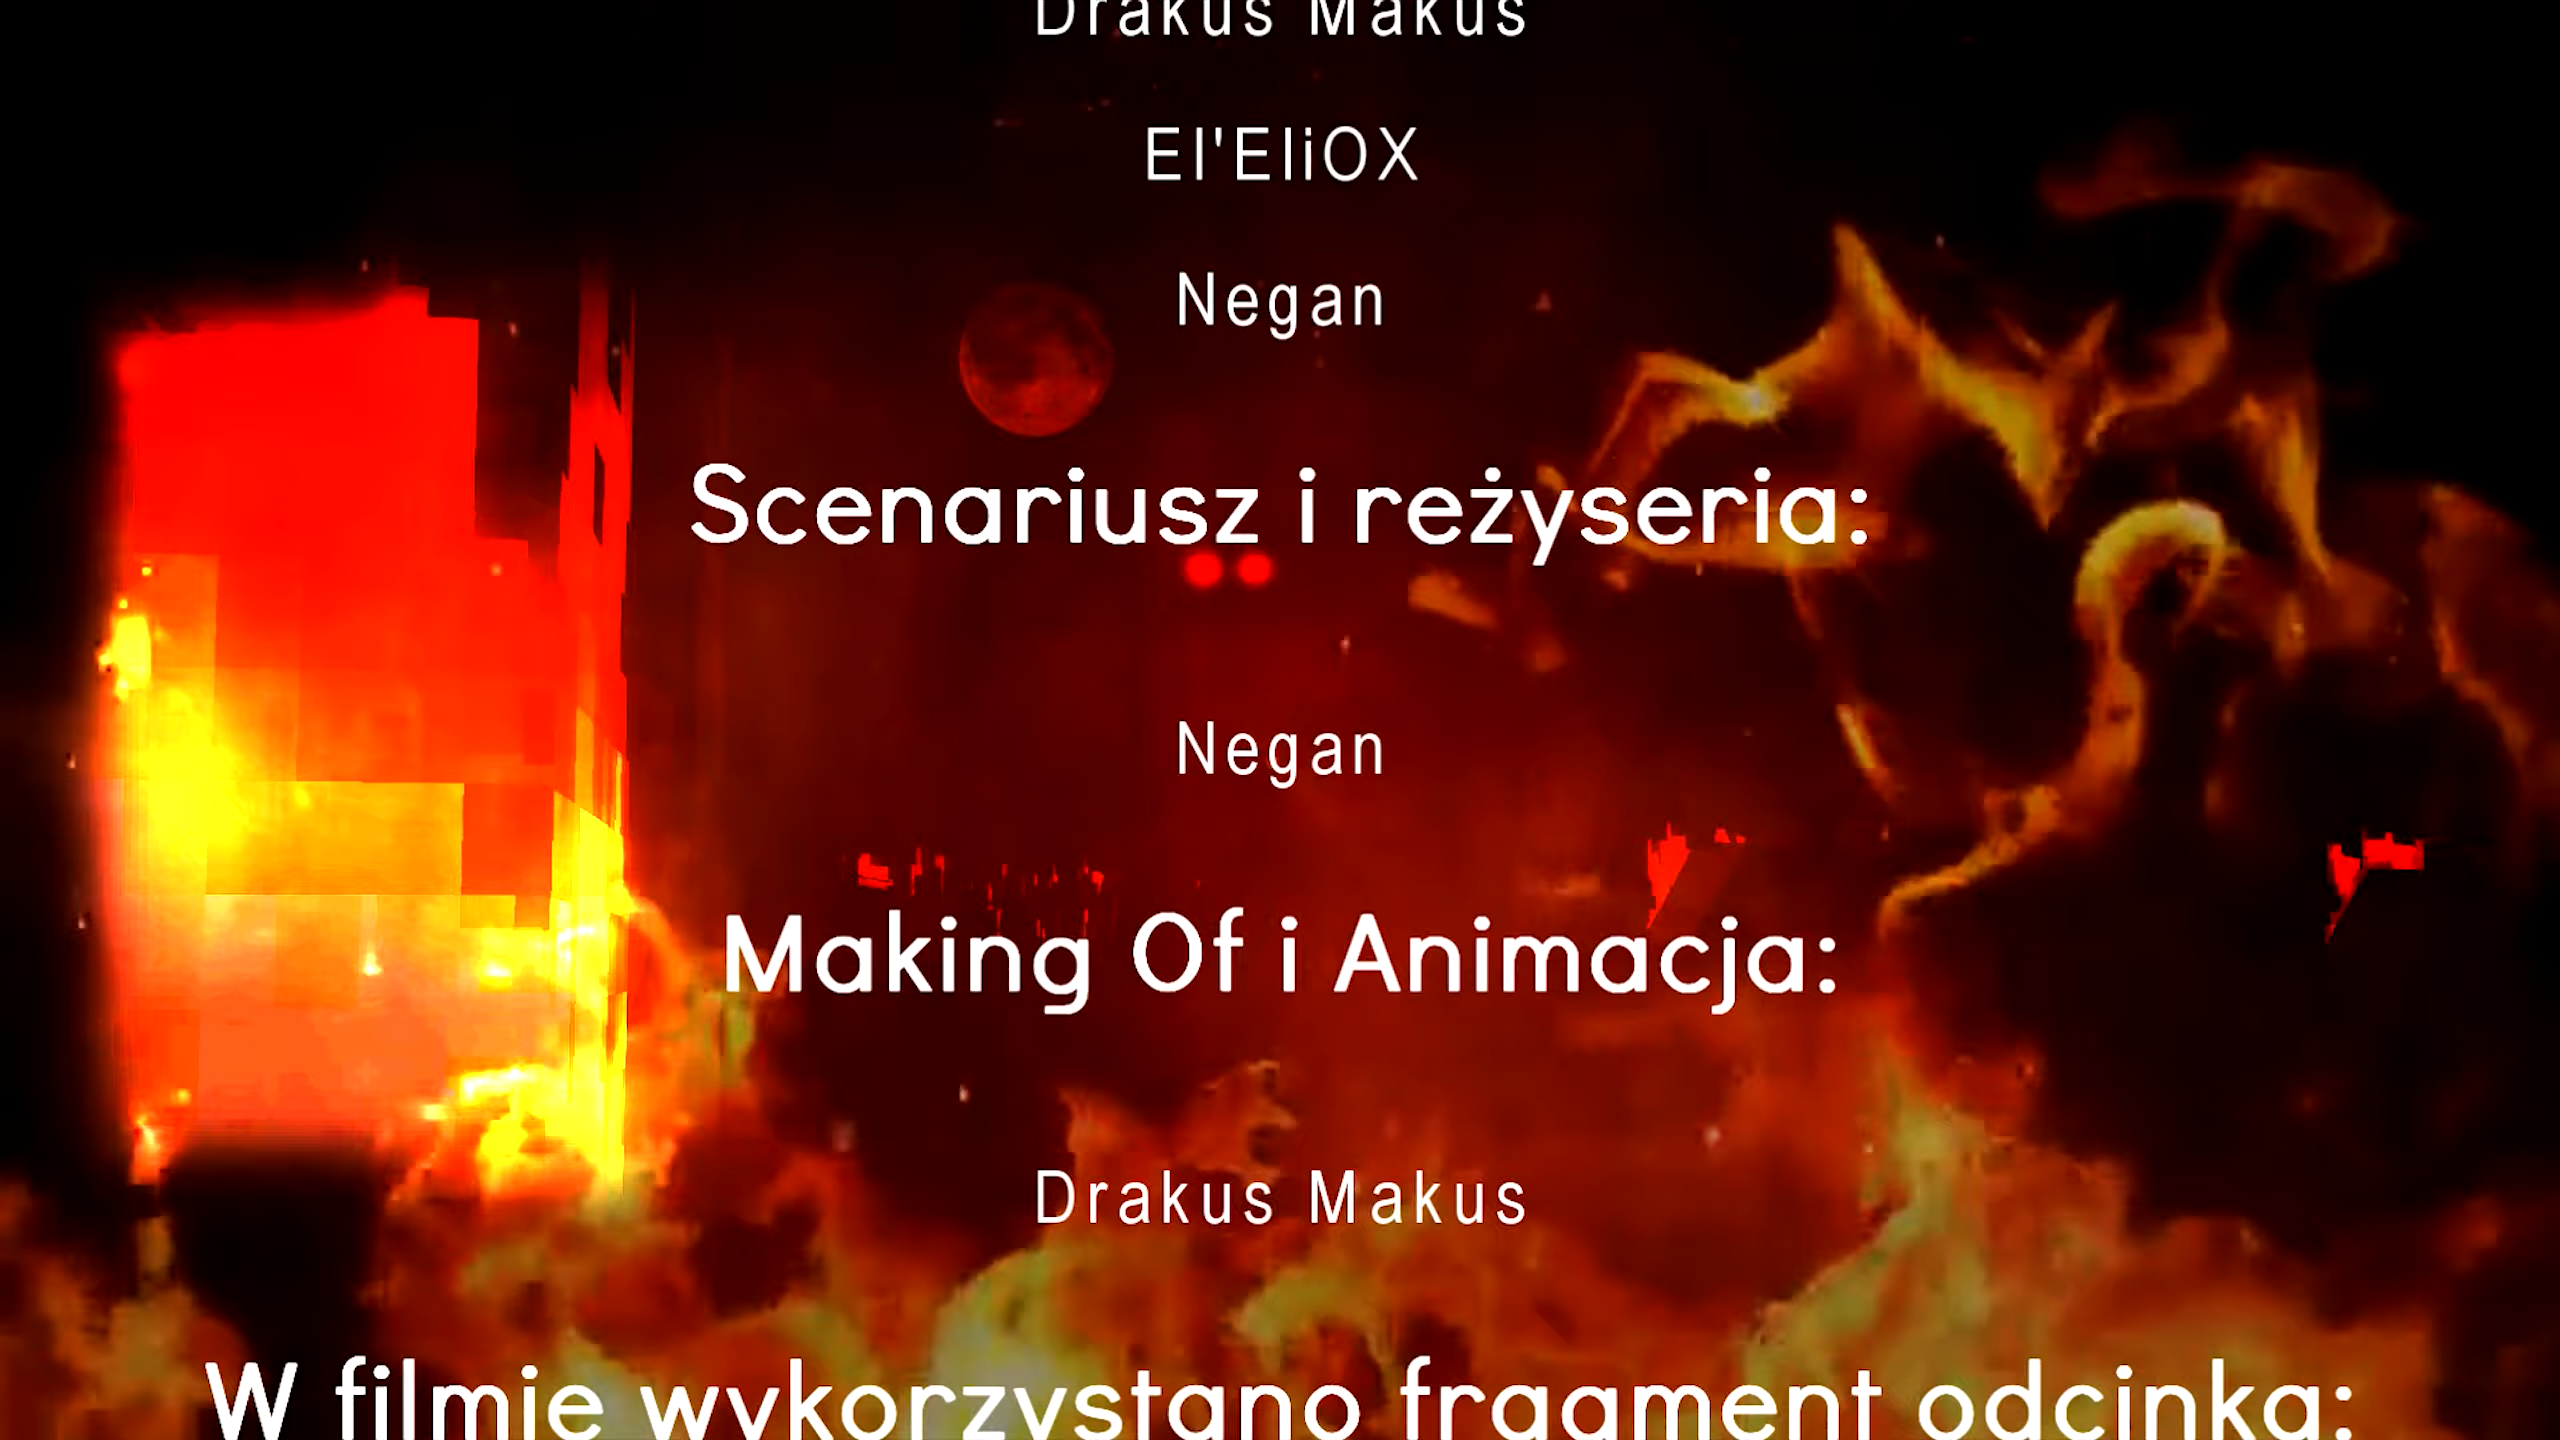 Drakus Makus
El'EliOX
Negan
Scenariusz i reżyseria:
Negan
Making Of i Animacja:
Drakus Makus
W filmie wykorzystano fragment odcinka: